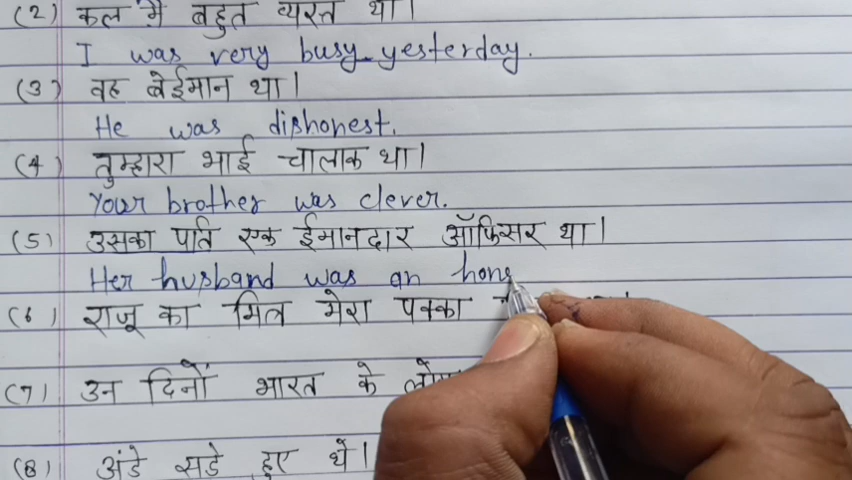 (2) कल मैं बहुत व्यस्त था।
I was very busy yesterday.
(3) वह बेईमान था।
He was dishonest.
(4) तुम्हारा भाई चालाक था।
Your brother was clever.
(5) उसका पति एक ईमानदार ऑफिसर था।
Her husband was an hones
(6) राजू का मित्र मेरा पक्का
(7) उन दिनों भारत के
(8) अंडे सड़े हुए थे।